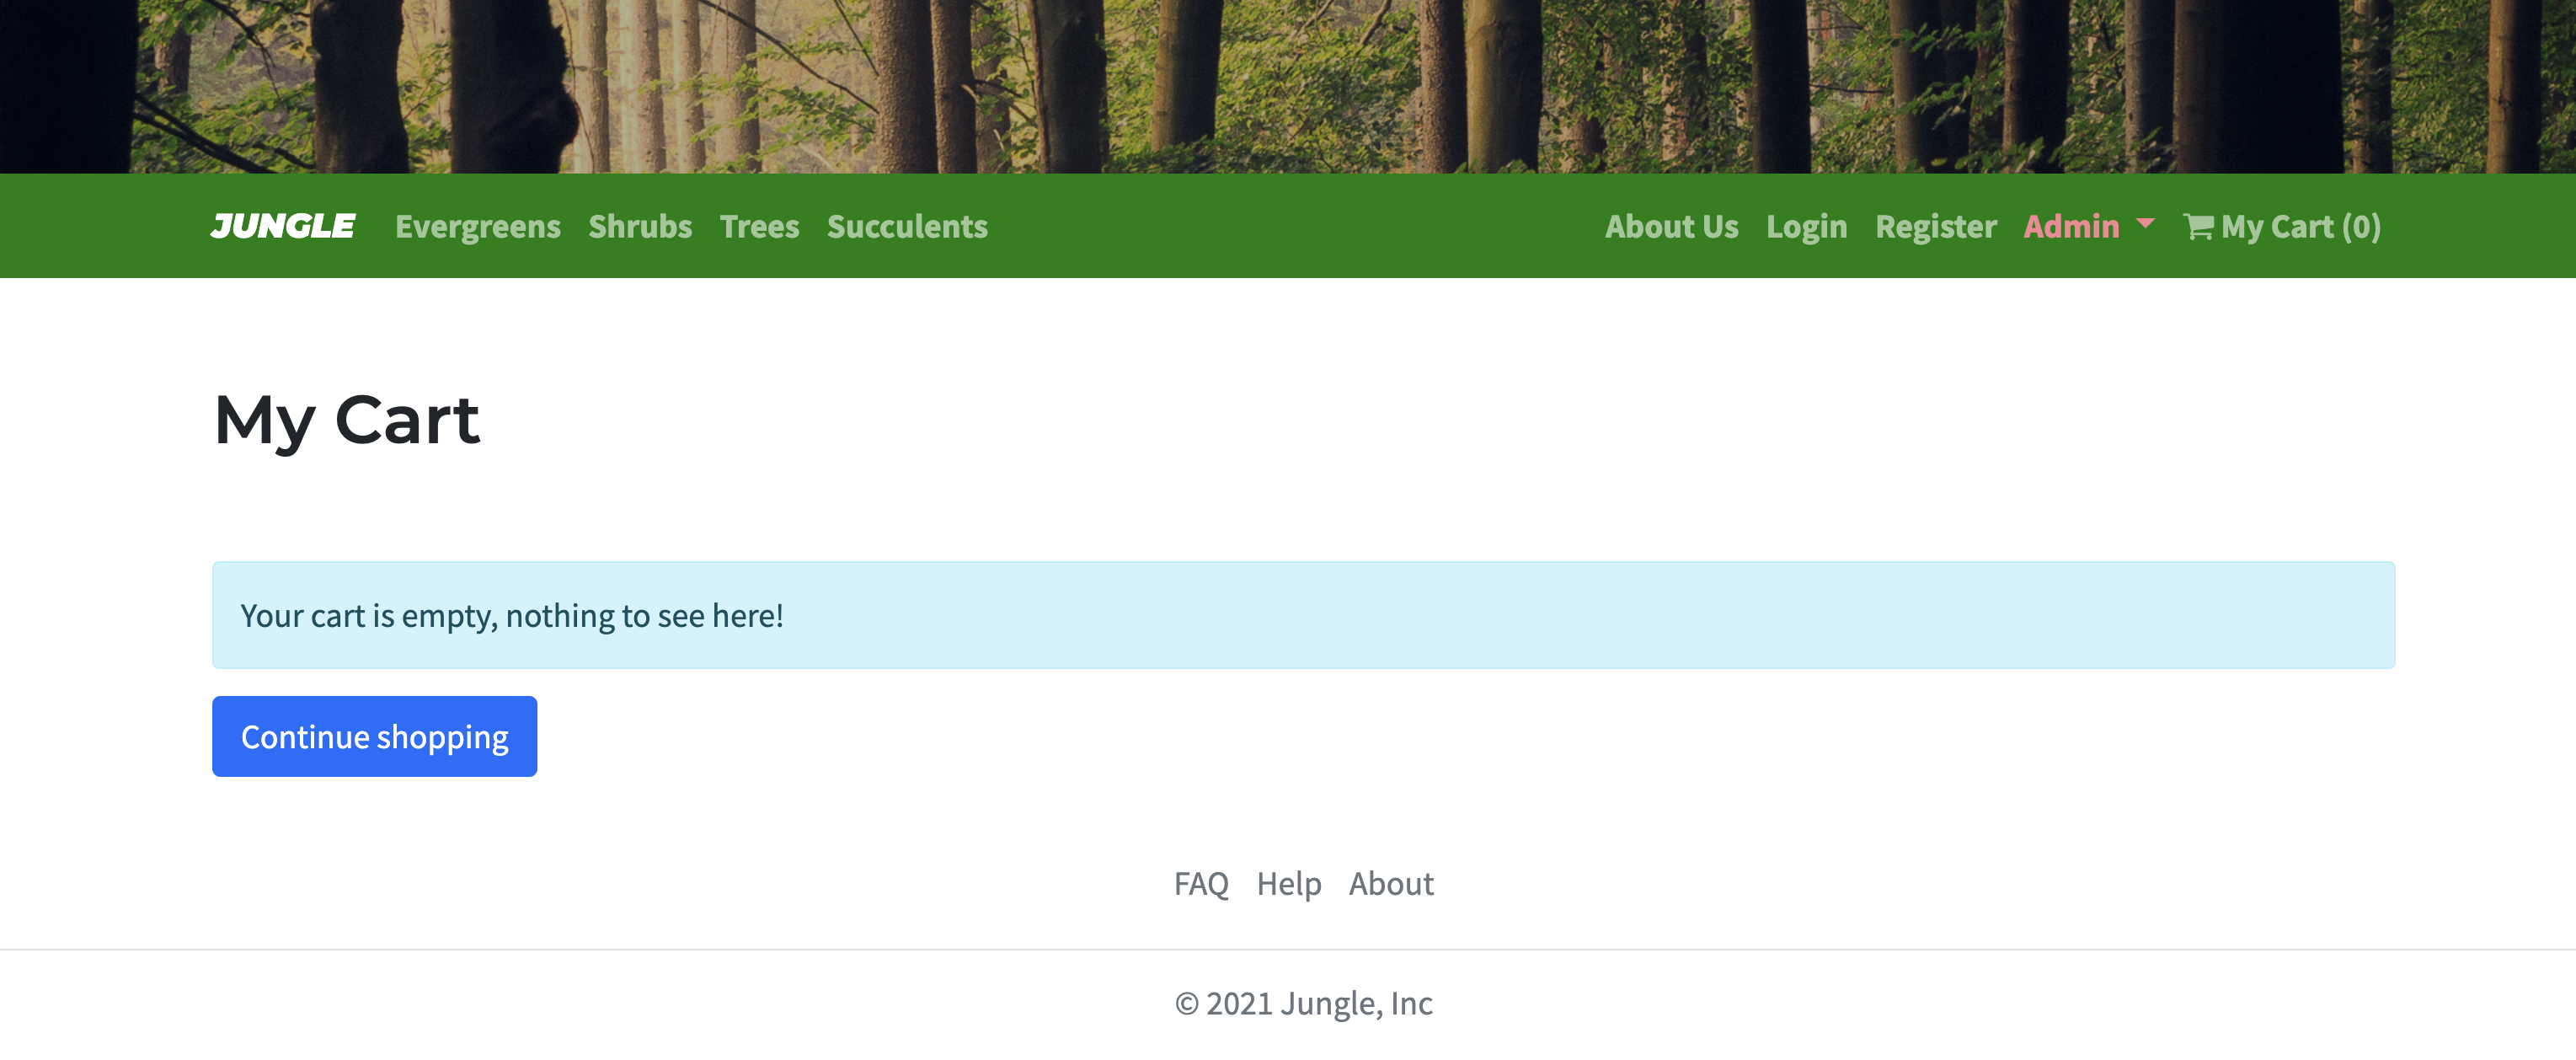 JUNGLE Evergreens Shrubs Trees Succulents About Us Login Register Admin My Cart (0)
My Cart
Your cart is empty, nothing to see here!
Continue shopping
FAQ Help About
© 2021 Jungle, Inc